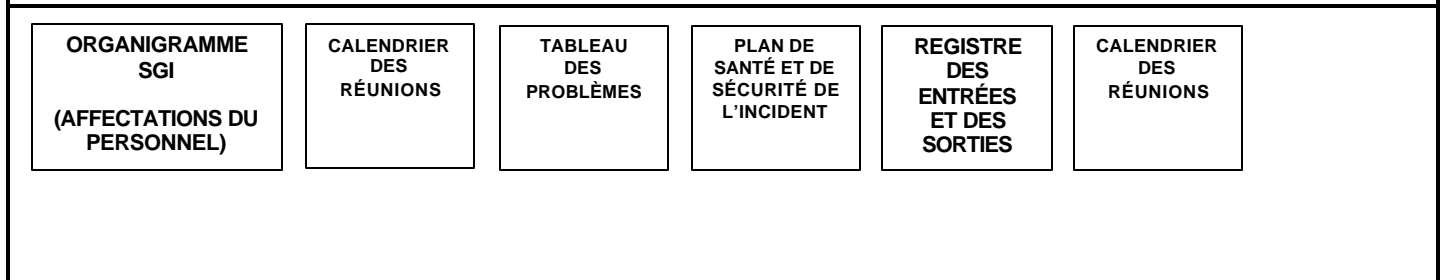 ORGANIGRAMME
SGI
(AFFECTATIONS DU
PERSONNEL)
CALENDRIER
DES
RÉUNIONS
TABLEAU
DES
PROBLÈMES
PLAN DE
SANTÉ ET DE
SÉCURITÉ DE
L’INCIDENT
REGISTRE
DES
ENTRÉES
ET DES
SORTIES
CALENDRIER
DES
RÉUNIONS